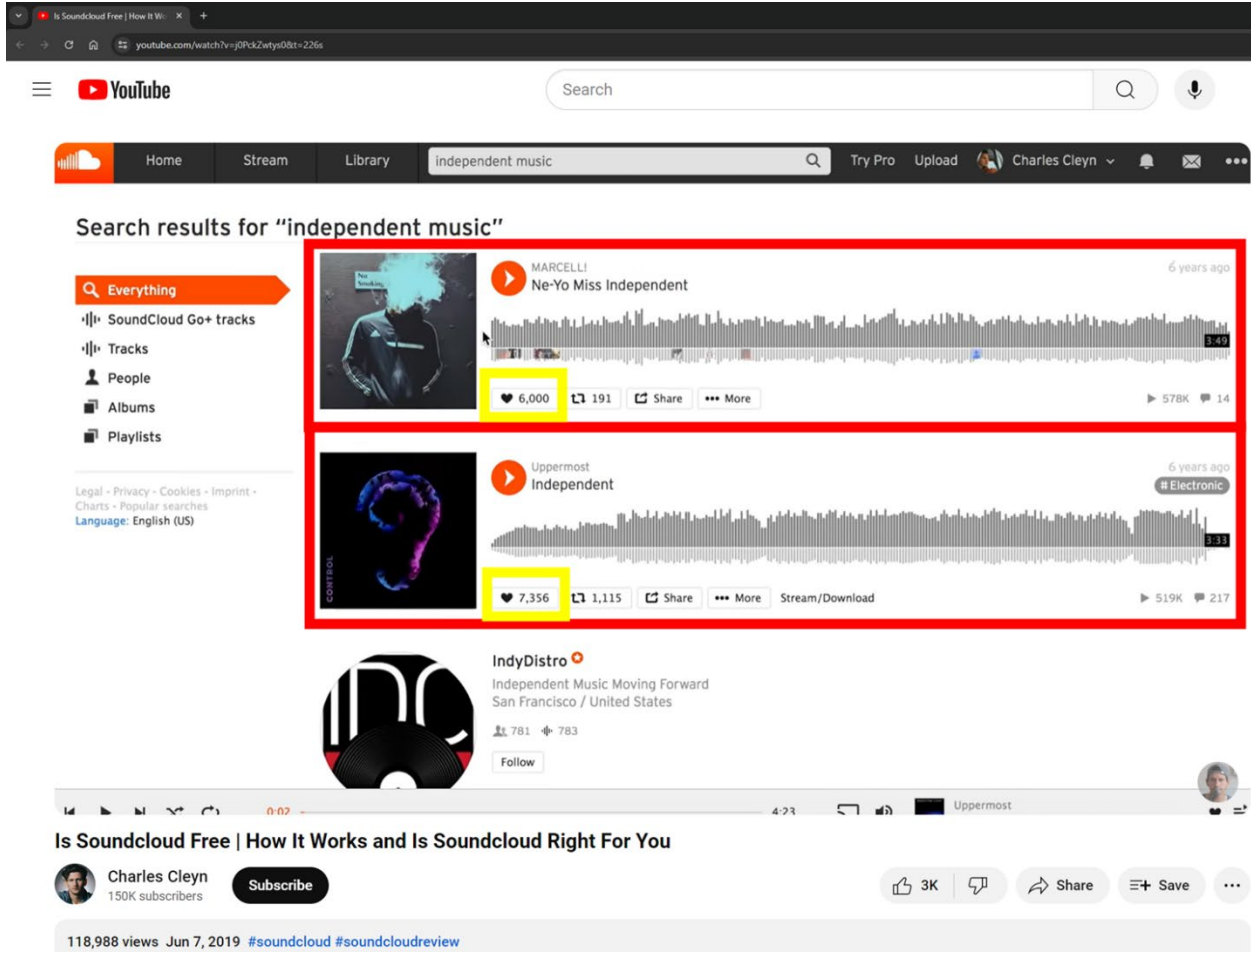 Is Soundcloud Free | How It Wo
youtube.com/watch?v=j0PckZwtys0&t=226s
YouTube
Search
Home Stream Library independent music Try Pro Upload Charles Cleyn
Search results for “independent music”
Everything
SoundCloud Go+ tracks
Tracks
People
Albums
Playlists
Legal - Privacy - Cookies - Imprint -
Charts - Popular searches
Language: English (US)
No
Smoking
MARCELL!
6 years ago
Ne-Yo Miss Independent
3:49
6,000 191 Share More 578K 14
CONTROL
Uppermost
6 years ago
Independent
# Electronic
3:33
7,356 1,115 Share More Stream/Download 519K 217
IndyDistro
Independent Music Moving Forward
San Francisco / United States
781 783
Follow
0:02 4:23 Uppermost
Is Soundcloud Free | How It Works and Is Soundcloud Right For You
Charles Cleyn
150K subscribers
Subscribe
3K Share Save
118,988 views Jun 7, 2019 #soundcloud #soundcloudreview